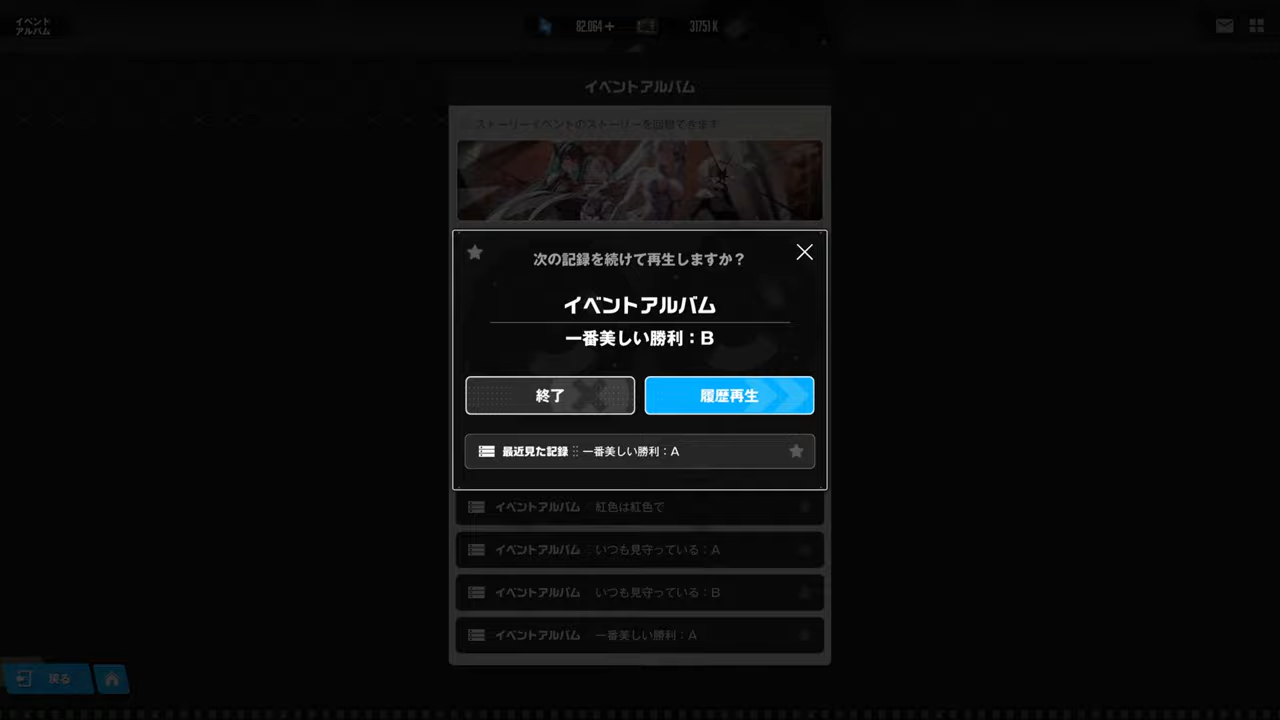 イベント
アルバム
82,064 +
31751 K
イベントアルバム
ストーリーイベントのストーリーを回想できます
次の記録を続けて再生しますか？
イベントアルバム
一番美しい勝利：B
終了
履歴再生
最近見た記録 :: 一番美しい勝利：A
イベントアルバム 紅色は紅色で
イベントアルバム いつも見守っている：A
イベントアルバム いつも見守っている：B
イベントアルバム 一番美しい勝利：A
戻る